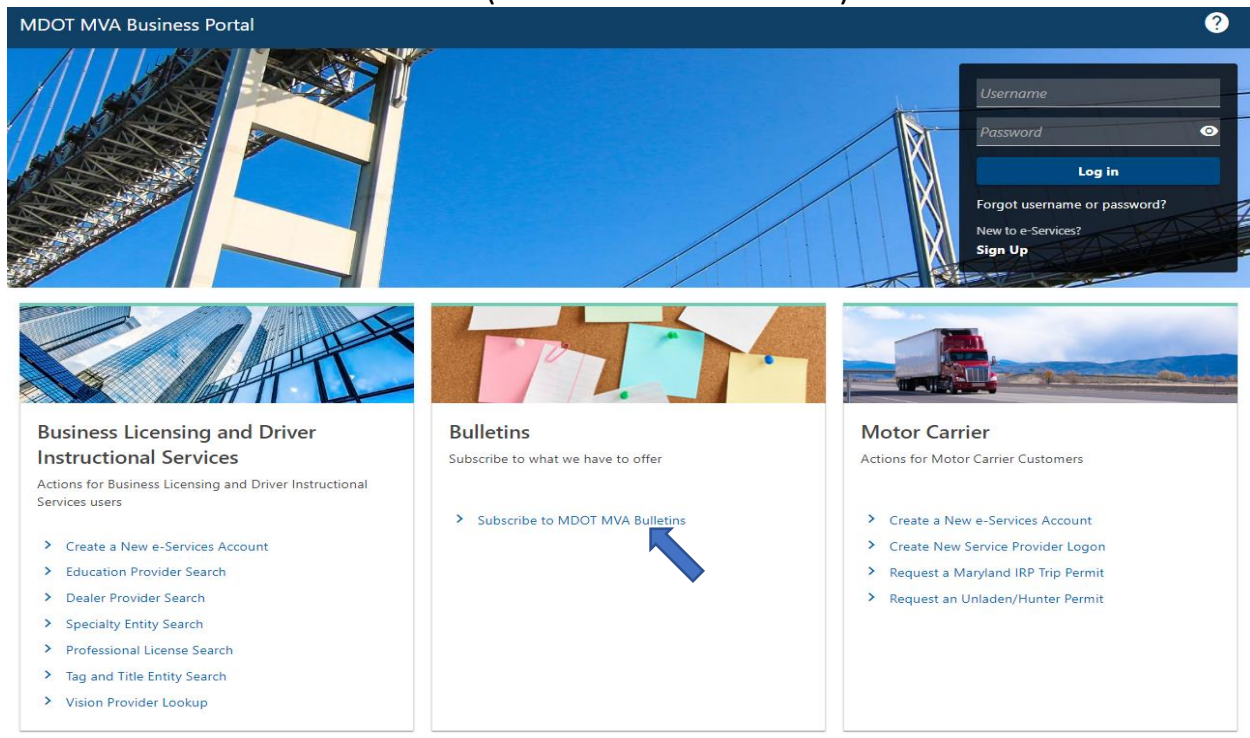 MDOT MVA Business Portal
?
Username
Password
Log in
Forgot username or password?
New to e-Services?
Sign Up
Business Licensing and Driver
Instructional Services
Actions for Business Licensing and Driver Instructional
Services users
Create a New e-Services Account
Education Provider Search
Dealer Provider Search
Specialty Entity Search
Professional License Search
Tag and Title Entity Search
Vision Provider Lookup
Bulletins
Subscribe to what we have to offer
Subscribe to MDOT MVA Bulletins
Motor Carrier
Actions for Motor Carrier Customers
Create a New e-Services Account
Create New Service Provider Logon
Request a Maryland IRP Trip Permit
Request an Unladen/Hunter Permit